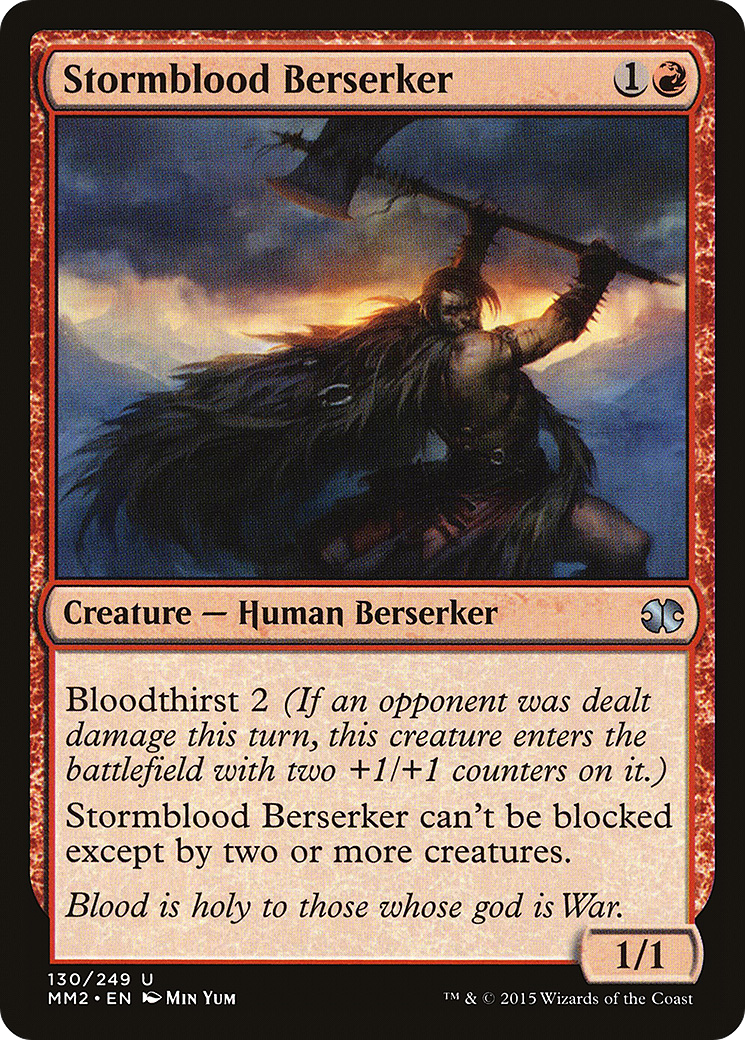 Stormblood Berserker 1
Creature — Human Berserker
Bloodthirst 2 (If an opponent was dealt
damage this turn, this creature enters the
battlefield with two +1/+1 counters on it.)
Stormblood Berserker can't be blocked
except by two or more creatures.
Blood is holy to those whose god is War.
1/1
130/249 U
MM2 • EN Min Yum
™ & © 2015 Wizards of the Coast